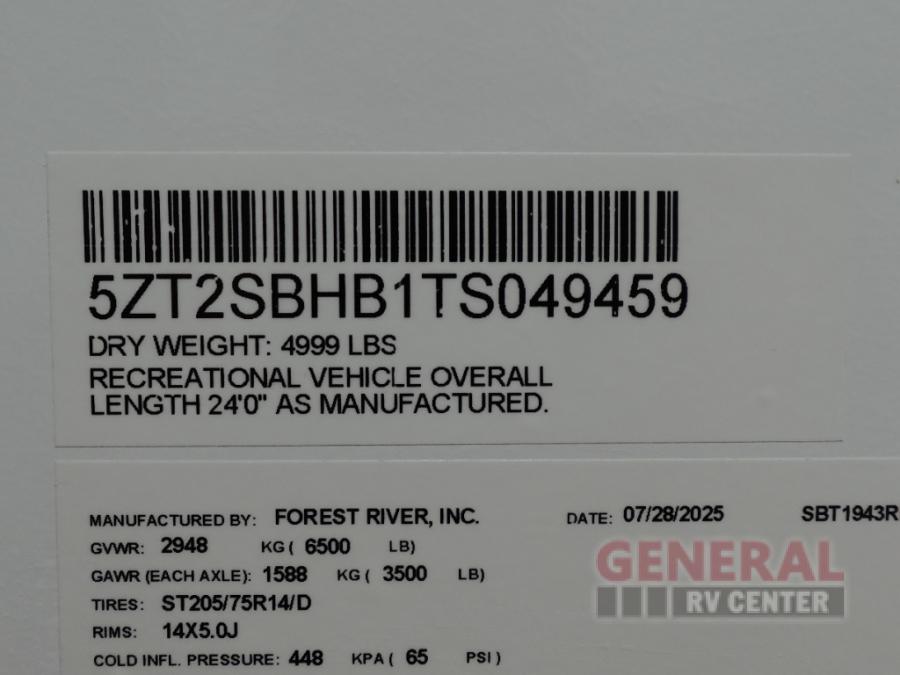 5ZT2SBHB1TS049459
DRY WEIGHT: 4999 LBS
RECREATIONAL VEHICLE OVERALL
LENGTH 24'0" AS MANUFACTURED.
MANUFACTURED BY: FOREST RIVER, INC. DATE: 07/28/2025 SBT1943R
GVWR: 2948 KG ( 6500 LB)
GAWR (EACH AXLE): 1588 KG ( 3500 LB)
TIRES: ST205/75R14/D
RIMS: 14X5.0J
COLD INFL. PRESSURE: 448 KPA ( 65 PSI )
GENERAL
RV CENTER